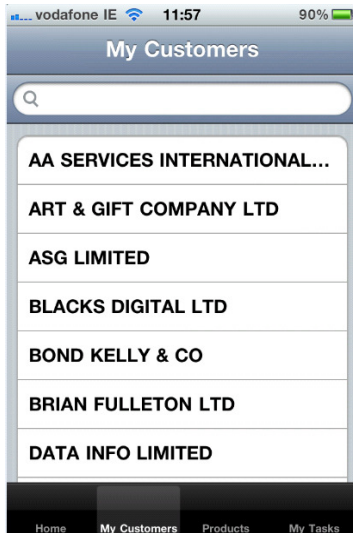 vodafone IE 11:57 90%
My Customers
AA SERVICES INTERNATIONAL...
ART & GIFT COMPANY LTD
ASG LIMITED
BLACKS DIGITAL LTD
BOND KELLY & CO
BRIAN FULLETON LTD
DATA INFO LIMITED
Home My Customers Products My Tasks